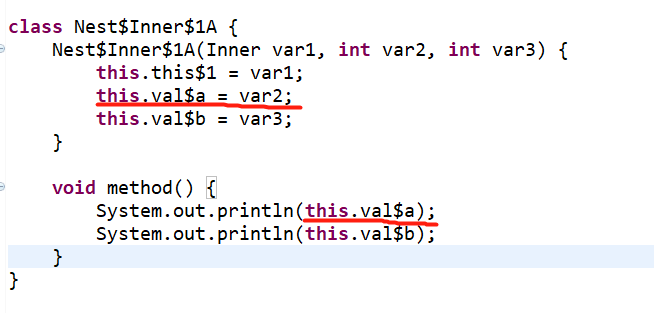 class Nest$Inner$1A {
Nest$Inner$1A(Inner var1, int var2, int var3) {
this.this$1 = var1;
this.val$a = var2;
this.val$b = var3;
}
void method() {
System.out.println(this.val$a);
System.out.println(this.val$b);
}
}